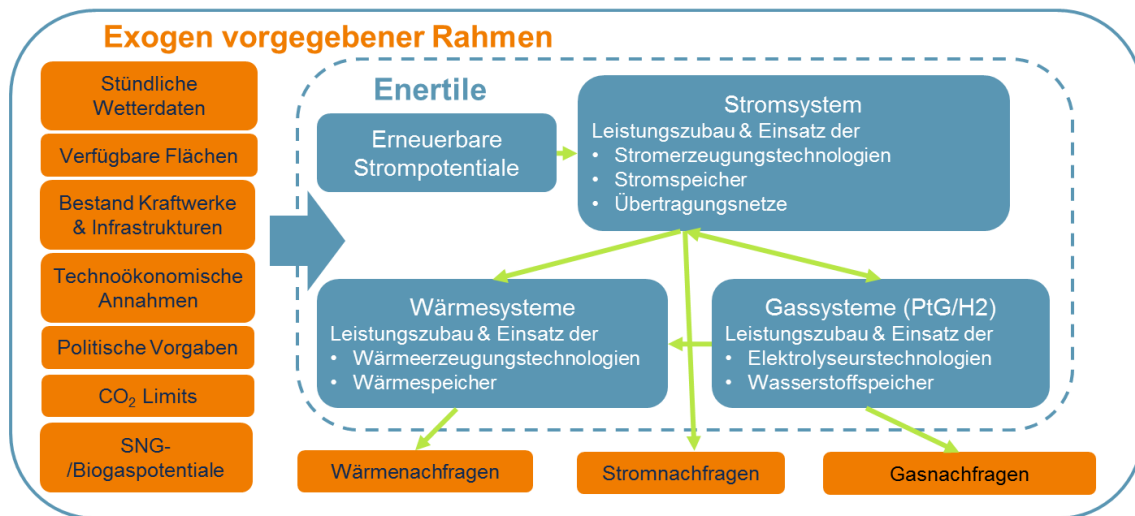 Exogen vorgegebener Rahmen
Stündliche
Wetterdaten
Verfügbare Flächen
Bestand Kraftwerke
& Infrastrukturen
Technoökonomische
Annahmen
Politische Vorgaben
CO₂ Limits
SNG-
/Biogaspotentiale
Enertile
Erneuerbare
Strompotentiale
Stromsystem
Leistungszubau & Einsatz der
• Stromerzeugungstechnologien
• Stromspeicher
• Übertragungsnetze
Wärmesysteme
Leistungszubau & Einsatz der
• Wärmeerzeugungstechnologien
• Wärmespeicher
Gassysteme (PtG/H2)
Leistungszubau & Einsatz der
• Elektrolyseurstechnologien
• Wasserstoffspeicher
Wärmenachfragen
Stromnachfragen
Gasnachfragen